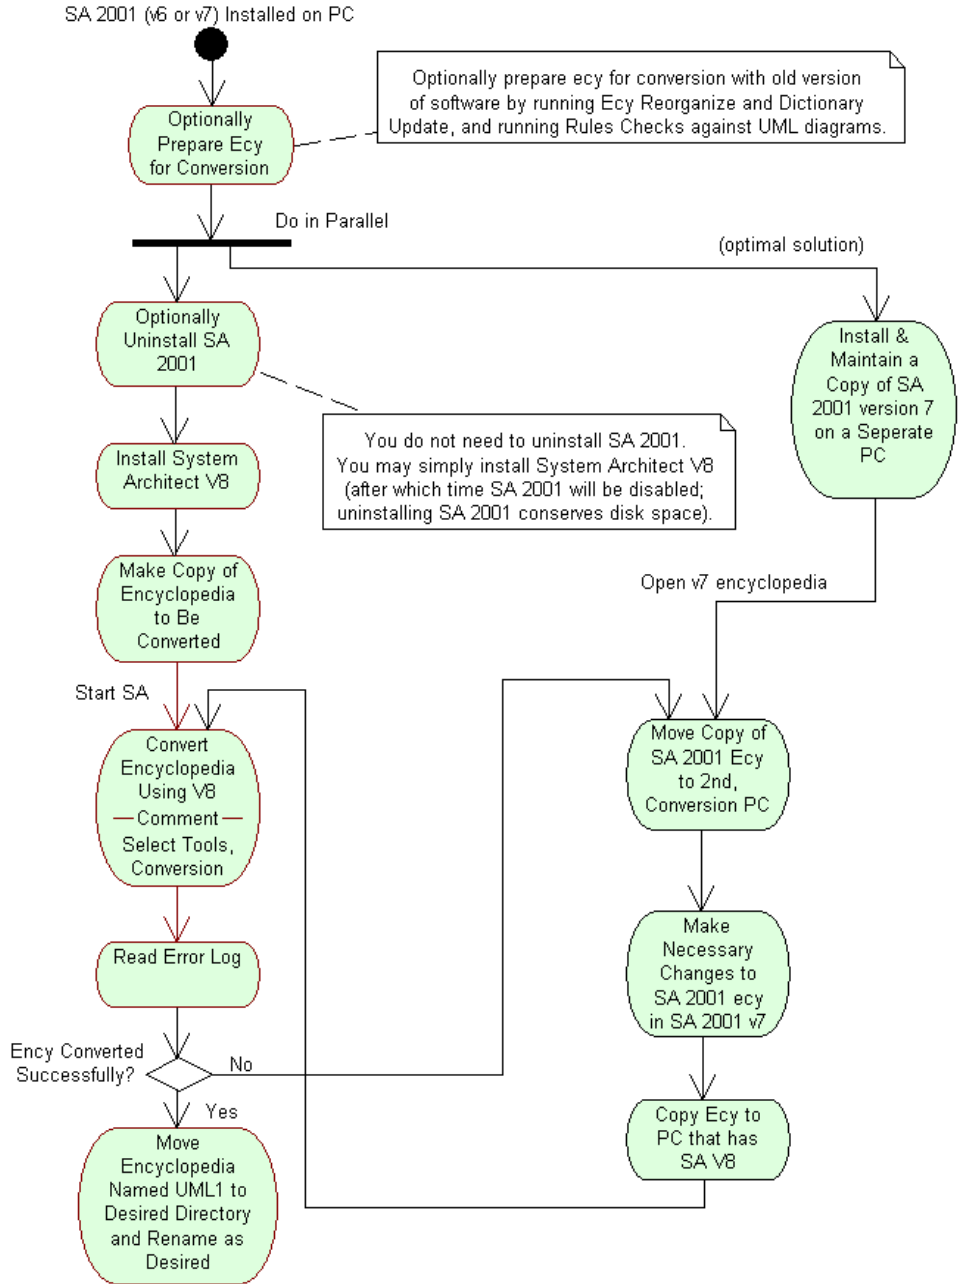 SA 2001 (v6 or v7) Installed on PC
Optionally prepare ecy for conversion with old version
of software by running Ecy Reorganize and Dictionary
Update, and running Rules Checks against UML diagrams.
Optionally
Prepare Ecy
for Conversion
Do in Parallel
(optimal solution)
Optionally
Uninstall SA
2001
Install &
Maintain a
Copy of SA
2001 version 7
on a Seperate
PC
You do not need to uninstall SA 2001.
You may simply install System Architect V8
(after which time SA 2001 will be disabled;
uninstalling SA 2001 conserves disk space).
Install System
Architect V8
Make Copy of
Encyclopedia
to Be
Converted
Open v7 encyclopedia
Start SA
Convert
Encyclopedia
Using V8
Comment
Select Tools,
Conversion
Move Copy of
SA 2001 Ecy
to 2nd,
Conversion PC
Read Error Log
Make
Necessary
Changes to
SA 2001 ecy
in SA 2001 v7
Ency Converted
Successfully?
No
Yes
Copy Ecy to
PC that has
SA V8
Move
Encyclopedia
Named UML1 to
Desired Directory
and Rename as
Desired